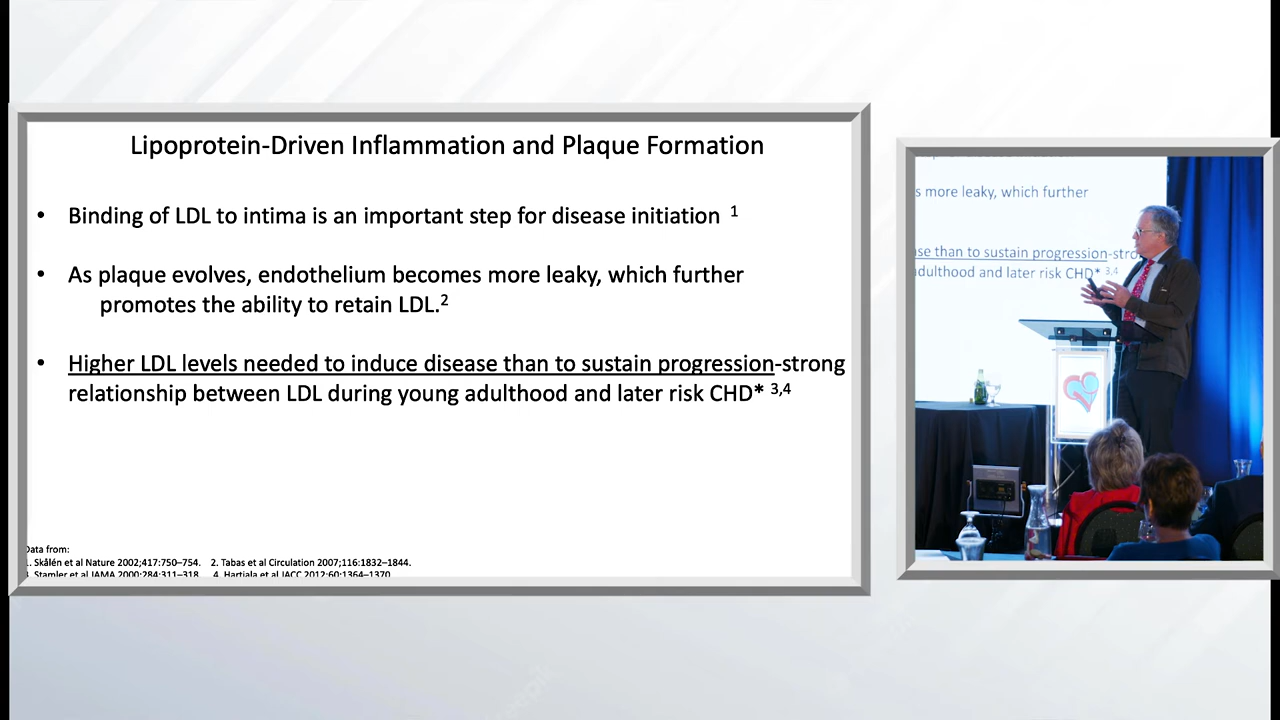 Lipoprotein-Driven Inflammation and Plaque Formation
• Binding of LDL to intima is an important step for disease initiation 1
• As plaque evolves, endothelium becomes more leaky, which further
promotes the ability to retain LDL.2
• Higher LDL levels needed to induce disease than to sustain progression-strong
relationship between LDL during young adulthood and later risk CHD* 3,4
Data from:
1. Skålén et al Nature 2002;417:750–754. 2. Tabas et al Circulation 2007;116:1832–1844.
3. Stamler et al JAMA 2000;284:311–318. 4. Hartiala et al JACC 2012;60:1364–1370
s more leaky, which further
se than to sustain progression-stro
adulthood and later risk CHD* 3,4